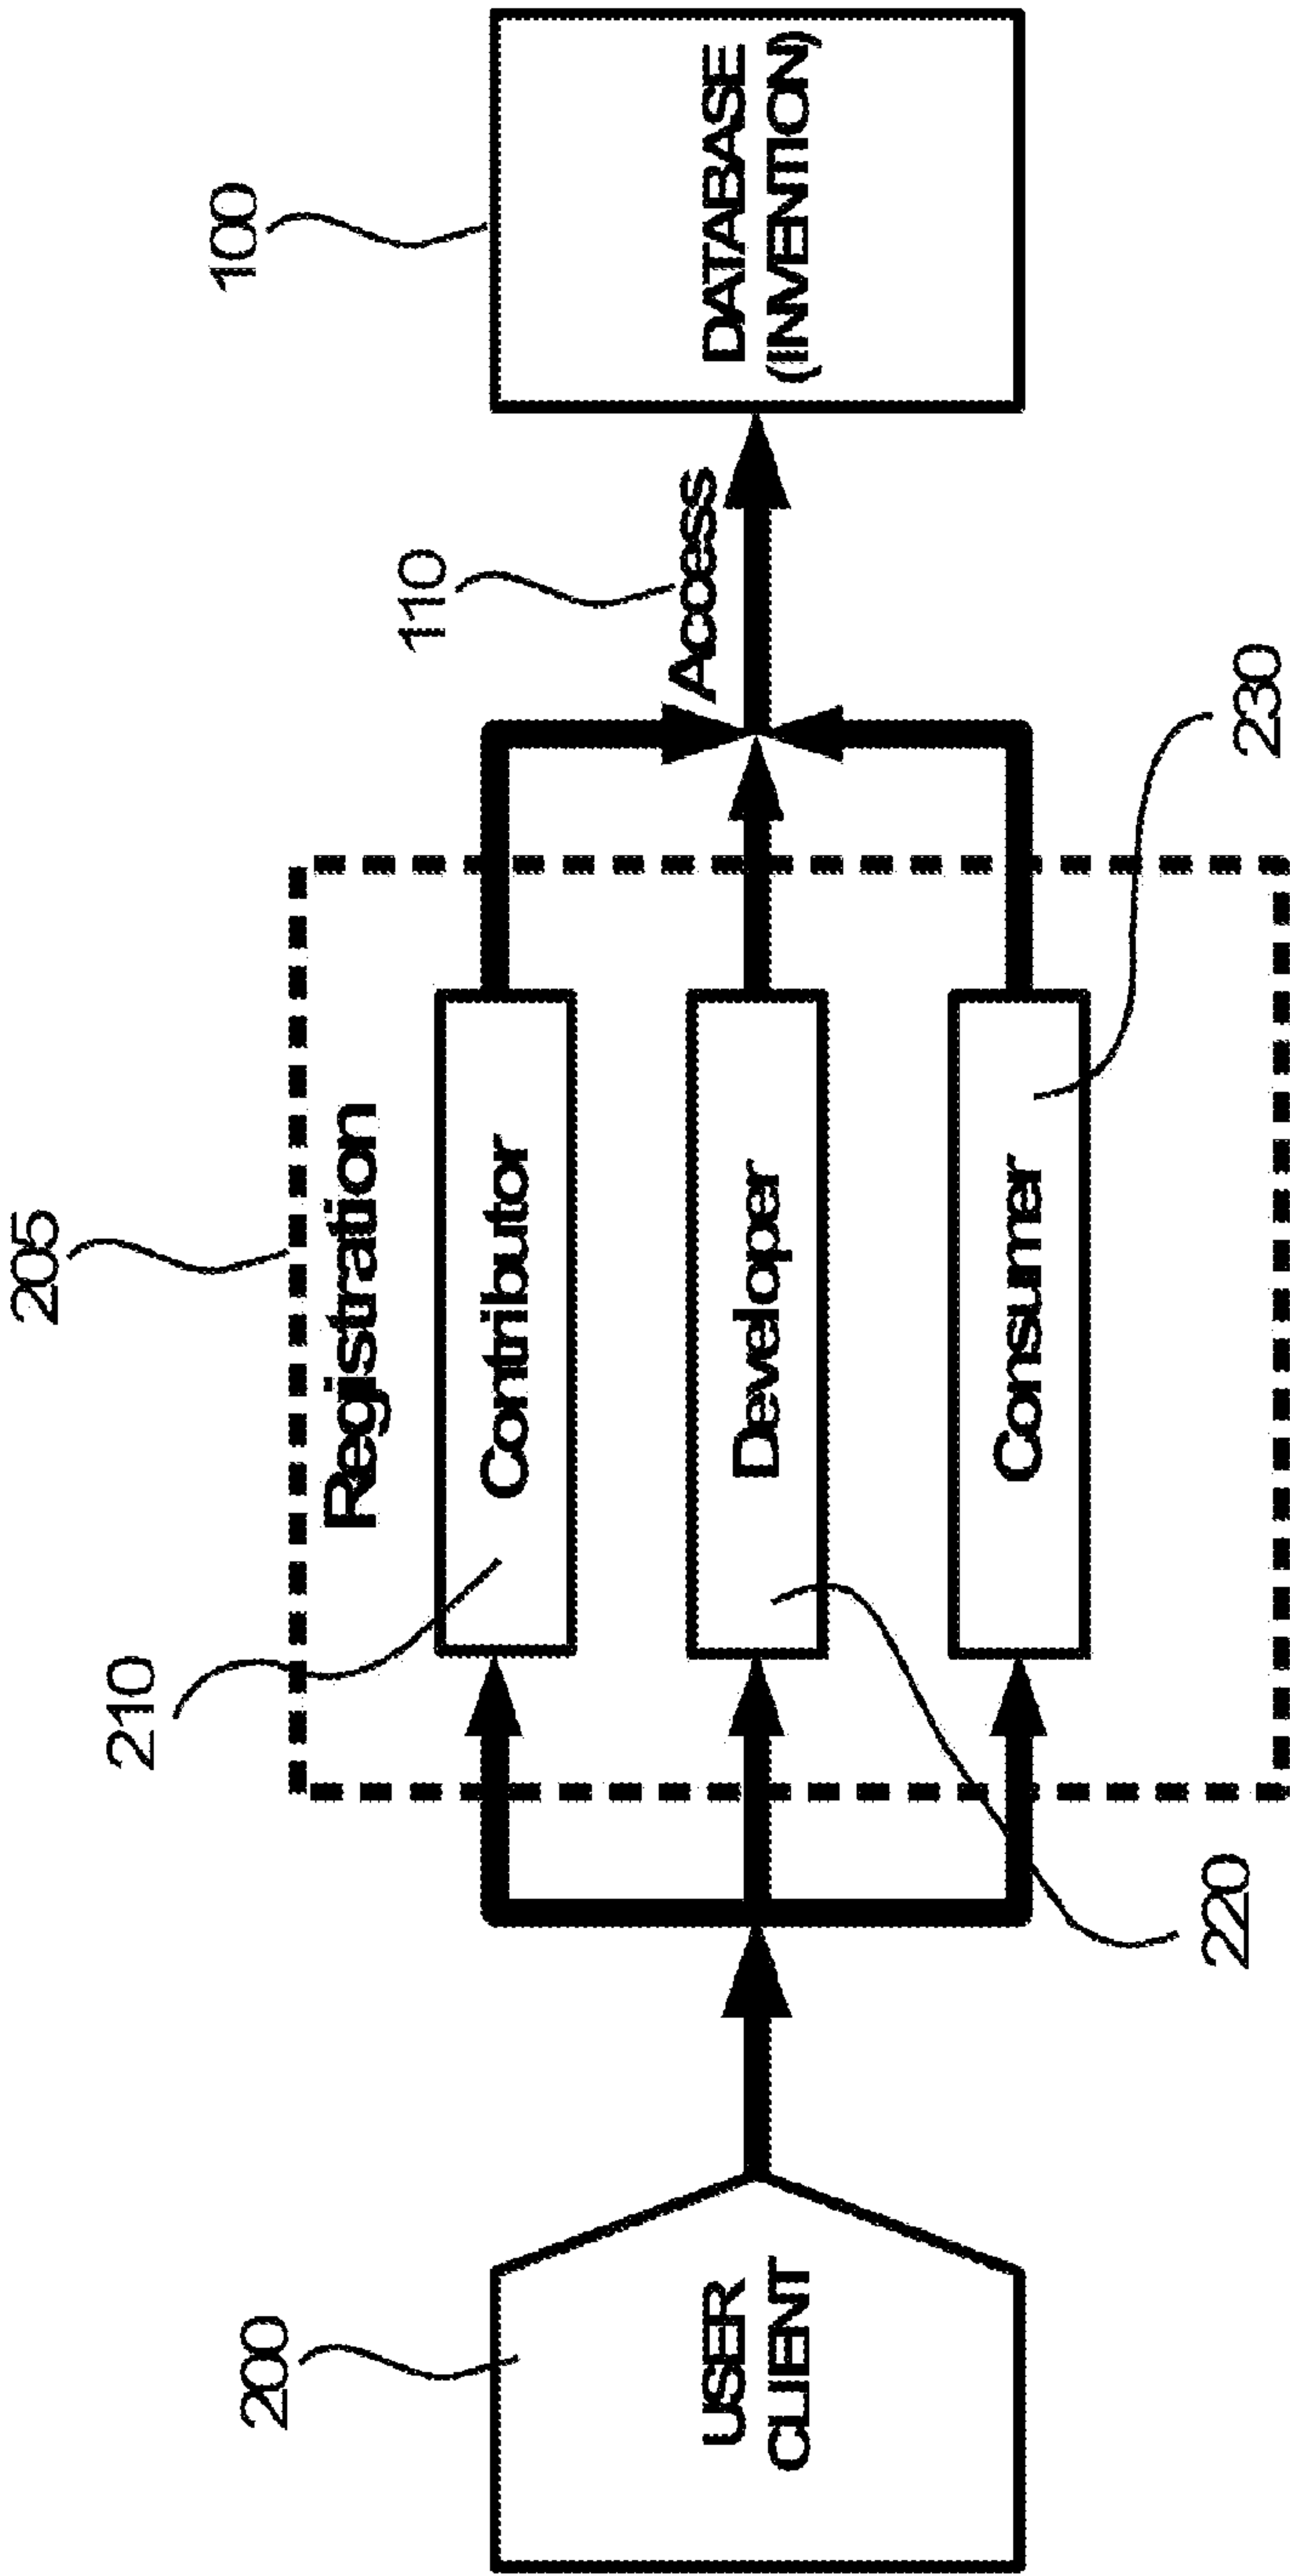 205
100
200
210
110
Registration
Access
Contributor
USER
CLIENT
Developer
DATABASE
(INVENTION)
Consumer
220
230